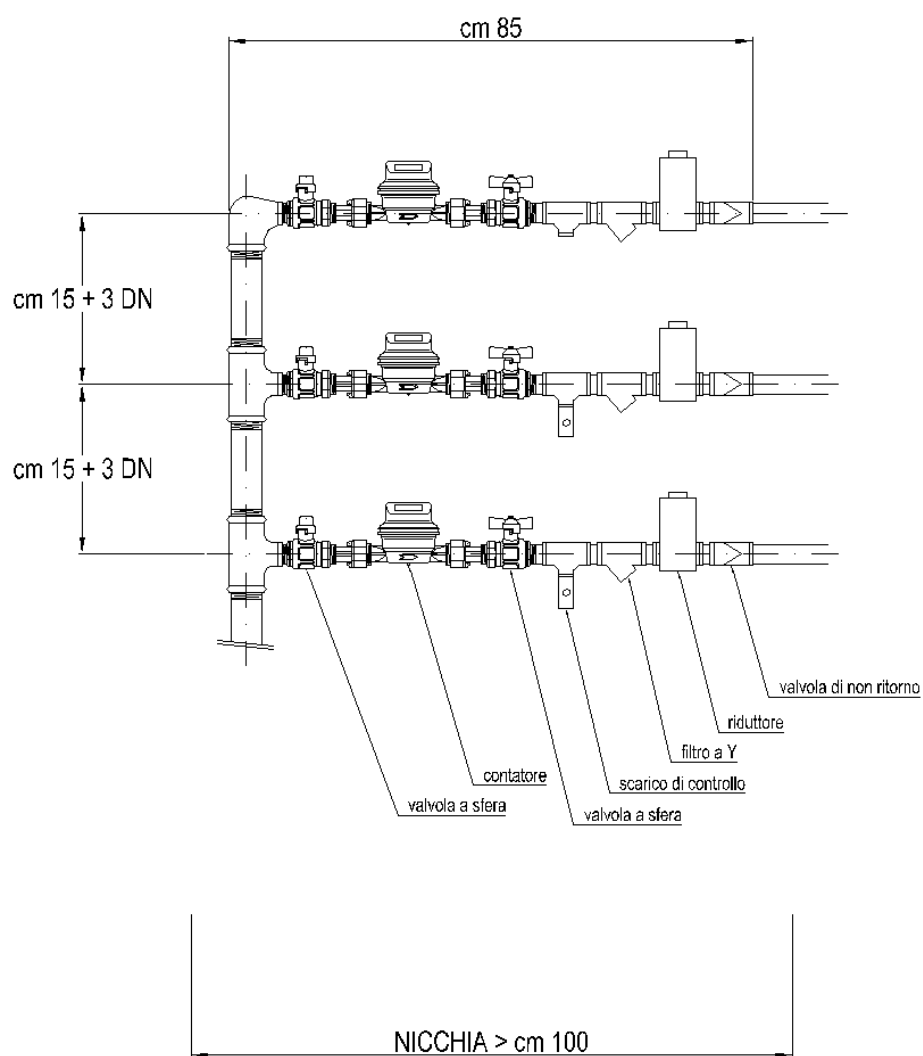 cm 85
cm 15 + 3 DN
cm 15 + 3 DN
valvola di non ritorno
riduttore
filtro a Y
contatore
scarico di controllo
valvola a sfera
valvola a sfera
NICCHIA > cm 100